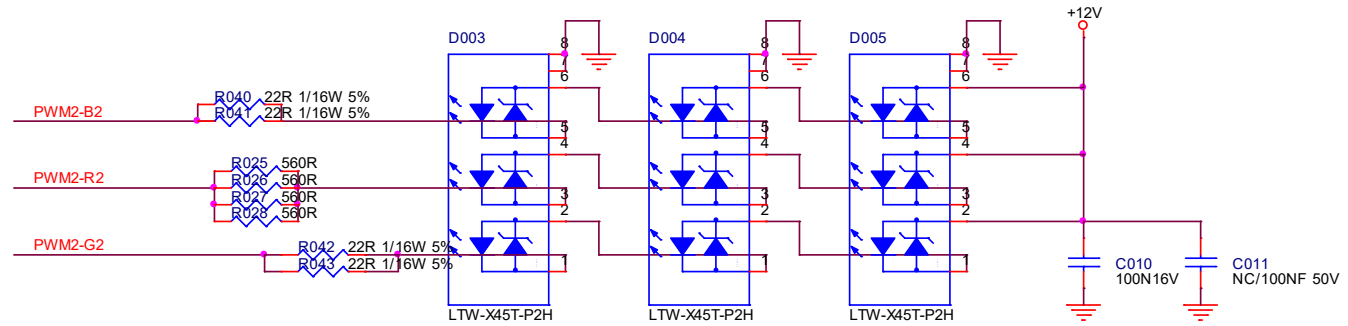 +12V
D003
D004
D005
8
7
6
8
7
6
8
7
6
R040 22R 1/16W 5%
PWM2-B2
R041 22R 1/16W 5%
5
4
5
4
5
4
R025 560R
PWM2-R2
R026 560R
R027 560R
R028 560R
3
2
3
2
3
2
PWM2-G2
R042 22R 1/16W 5%
R043 22R 1/16W 5%
1
1
1
C010
100N16V
C011
NC/100NF 50V
LTW-X45T-P2H
LTW-X45T-P2H
LTW-X45T-P2H